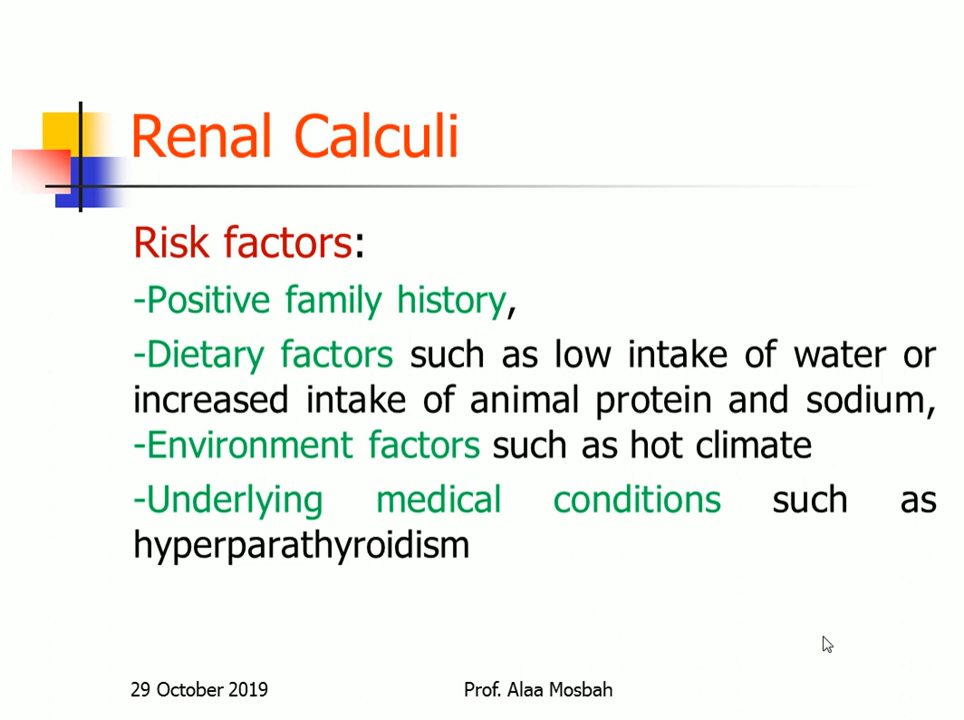 Renal Calculi
Risk factors:
-Positive family history,
-Dietary factors such as low intake of water or
increased intake of animal protein and sodium,
-Environment factors such as hot climate
-Underlying medical conditions such as
hyperparathyroidism
29 October 2019
Prof. Alaa Mosbah